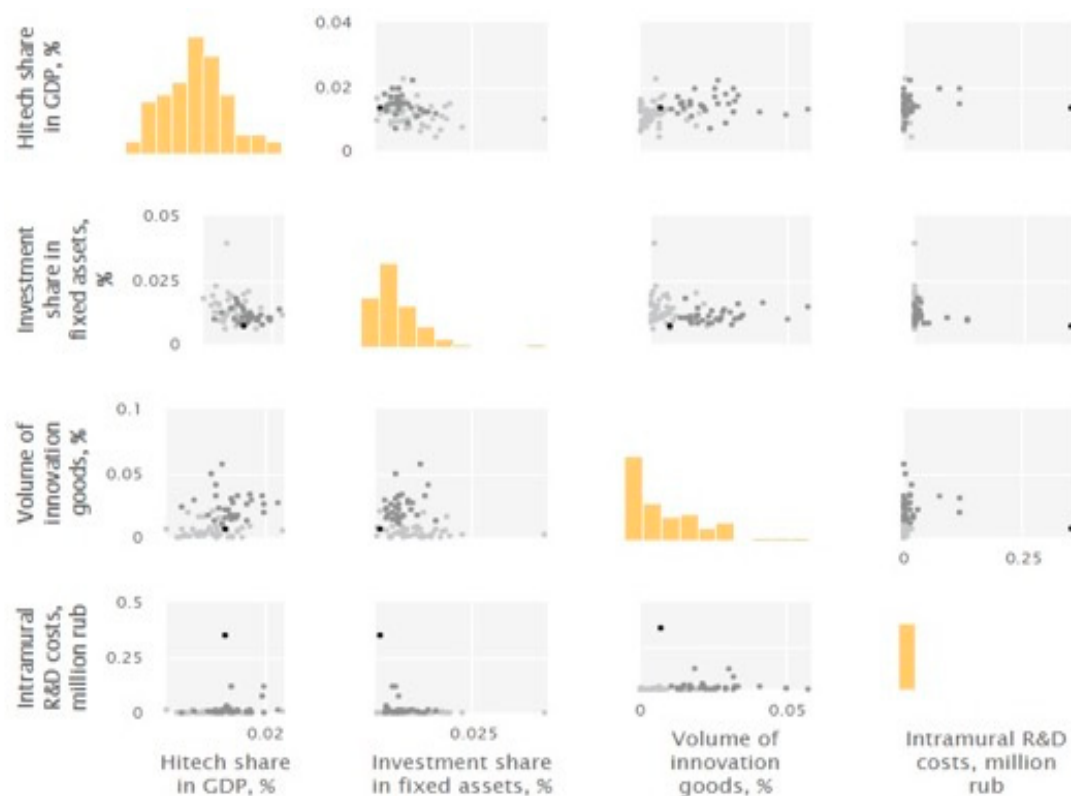 Hitech share
in GDP, %
0.04
0.02
0
Investment
share in
fixed assets,
%
0.05
0.025
0
Volume of
innovation
goods, %
0.1
0.05
0
0 0.25
Intramural
R&D costs,
million rub
0.5
0.25
0
0.02 0.025 0 0.05
Hitech share
in GDP, %
Investment share
in fixed assets, %
Volume of
innovation
goods, %
Intramural R&D
costs, million
rub